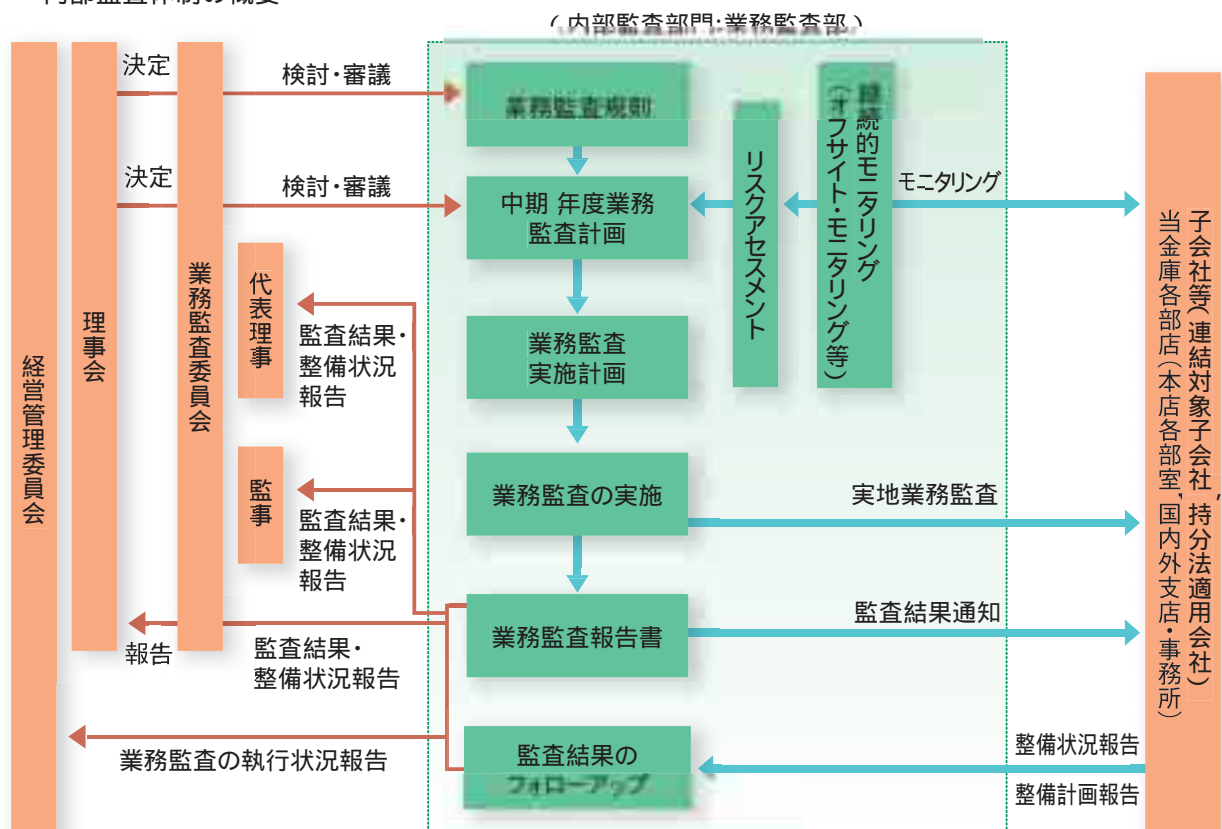 内部監査体制の概要
(内部監査部門:業務監査部)
決定
検討・審議
業務監査規則
決定
検討・審議
中期 年度業務
監査計画
リスクアセスメント
継続的モニタリング
(オフサイト・モニタリング等)
モニタリング
経営管理委員会
理事会
業務監査委員会
代表理事
監査結果・
整備状況
報告
業務監査
実施計画
監事
監査結果・
整備状況
報告
業務監査の実施
実地業務監査
報告
監査結果・
整備状況報告
業務監査報告書
監査結果通知
業務監査の執行状況報告
監査結果の
フォローアップ
整備状況報告
整備計画報告
子会社等(連結対象子会社,持分法適用会社)
当金庫各部店(本店各部室,国内外支店・事務所)